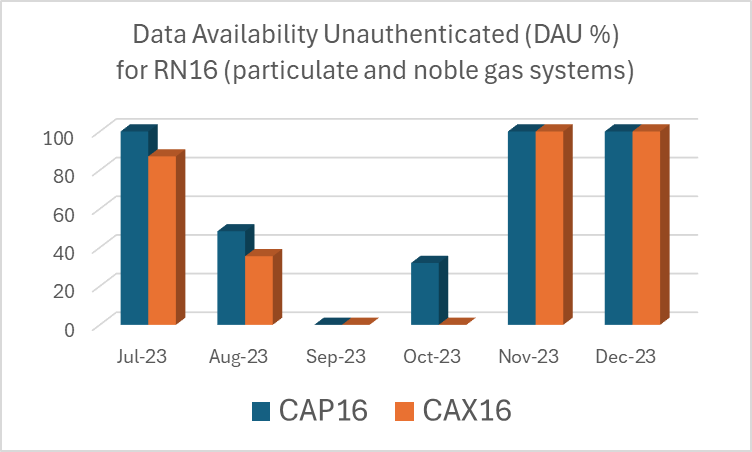 Data Availability Unauthenticated (DAU %)
for RN16 (particulate and noble gas systems)
100
80
60
40
20
0
Jul-23 Aug-23 Sep-23 Oct-23 Nov-23 Dec-23
CAP16 CAX16